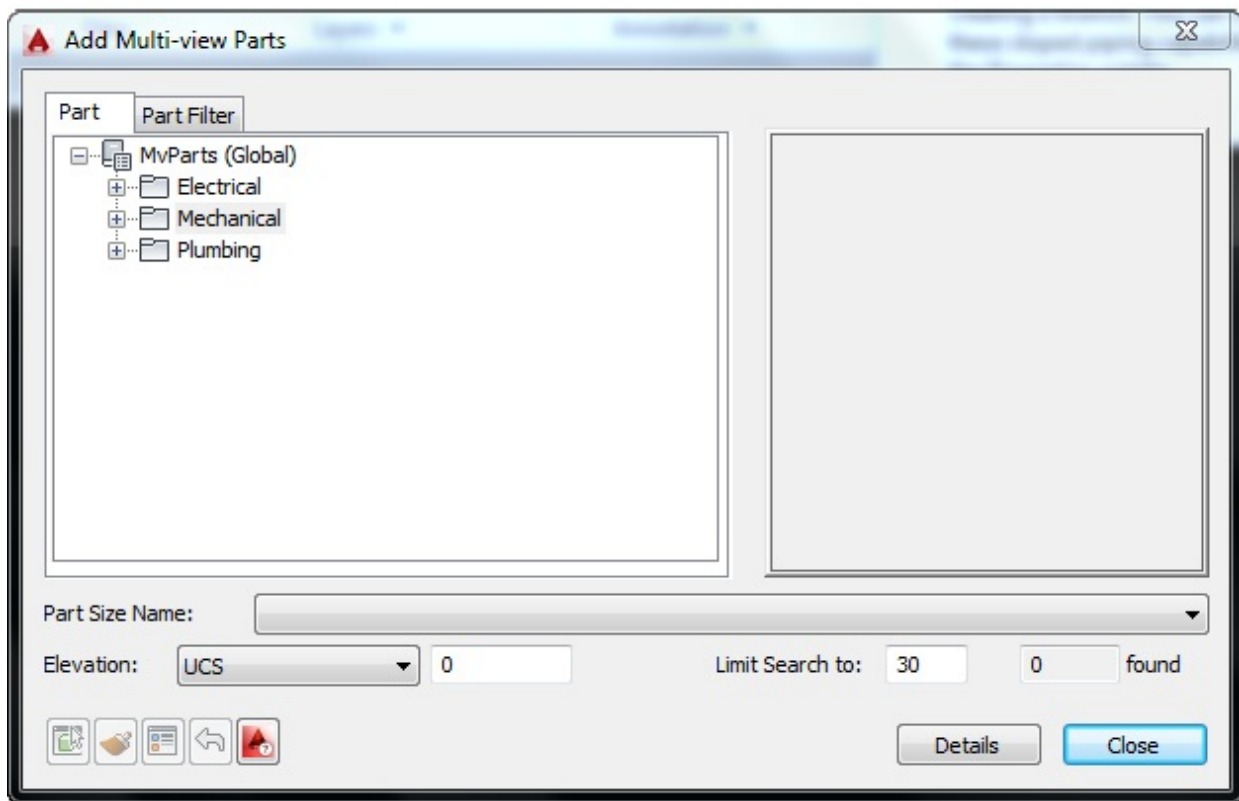 Add Multi-view Parts
Part
Part Filter
MvParts (Global)
Electrical
Mechanical
Plumbing
Part Size Name:
Elevation: UCS 0 Limit Search to: 30 0 found
Details Close